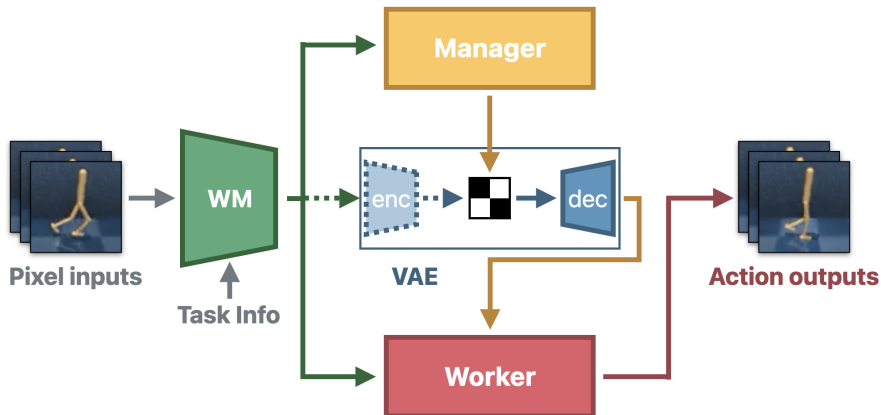 Manager
WM
enc
dec
Pixel inputs
VAE
Action outputs
Task Info
Worker